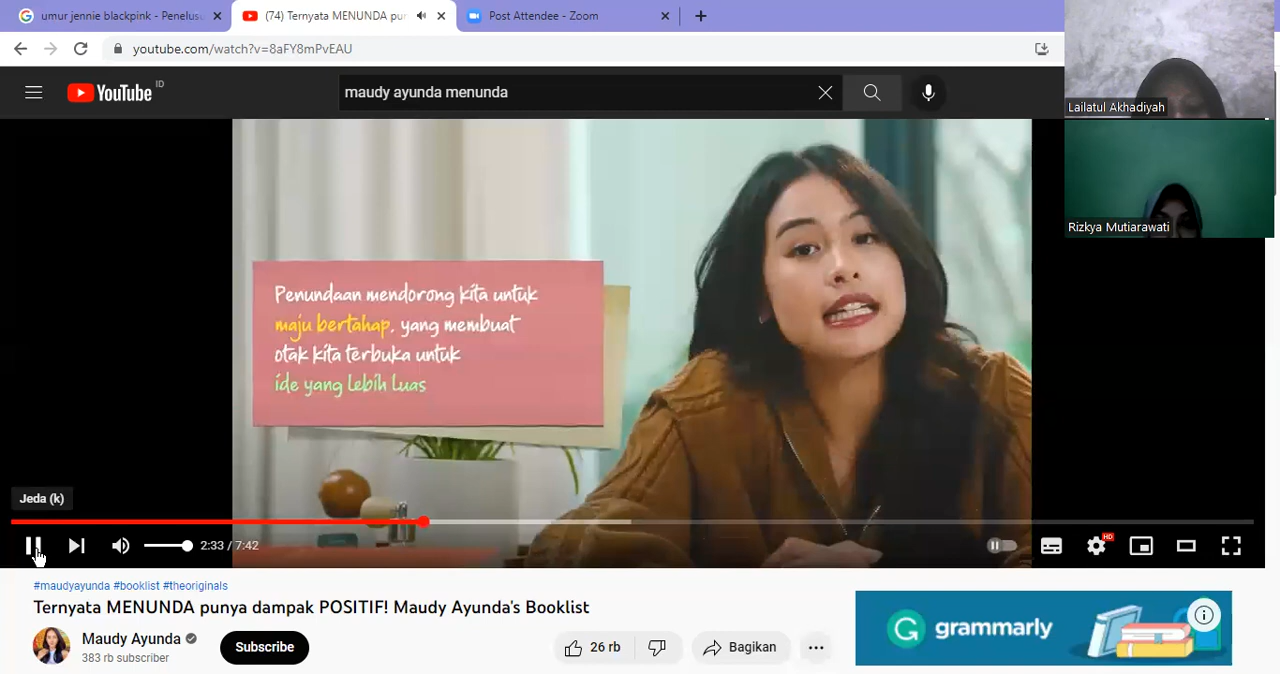 umur jennie blackpink - Penelus
(74) Ternyata MENUNDA pu
Post Attendee - Zoom
youtube.com/watch?v=8aFY8mPvEAU
YouTube ID
maudy ayunda menunda
Lailatul Akhadiyah
Rizkya Mutiarawati
Penundaan mendorong kita untuk
maju bertahap, yang membuat
otak kita terbuka untuk
ide yang lebih luas
Jeda (k)
2:33 / 7:42
HD
#maudyayunda #booklist #theoriginals
Ternyata MENUNDA punya dampak POSITIF! Maudy Ayunda's Booklist
Maudy Ayunda
383 rb subscriber
Subscribe
26 rb
Bagikan
grammarly